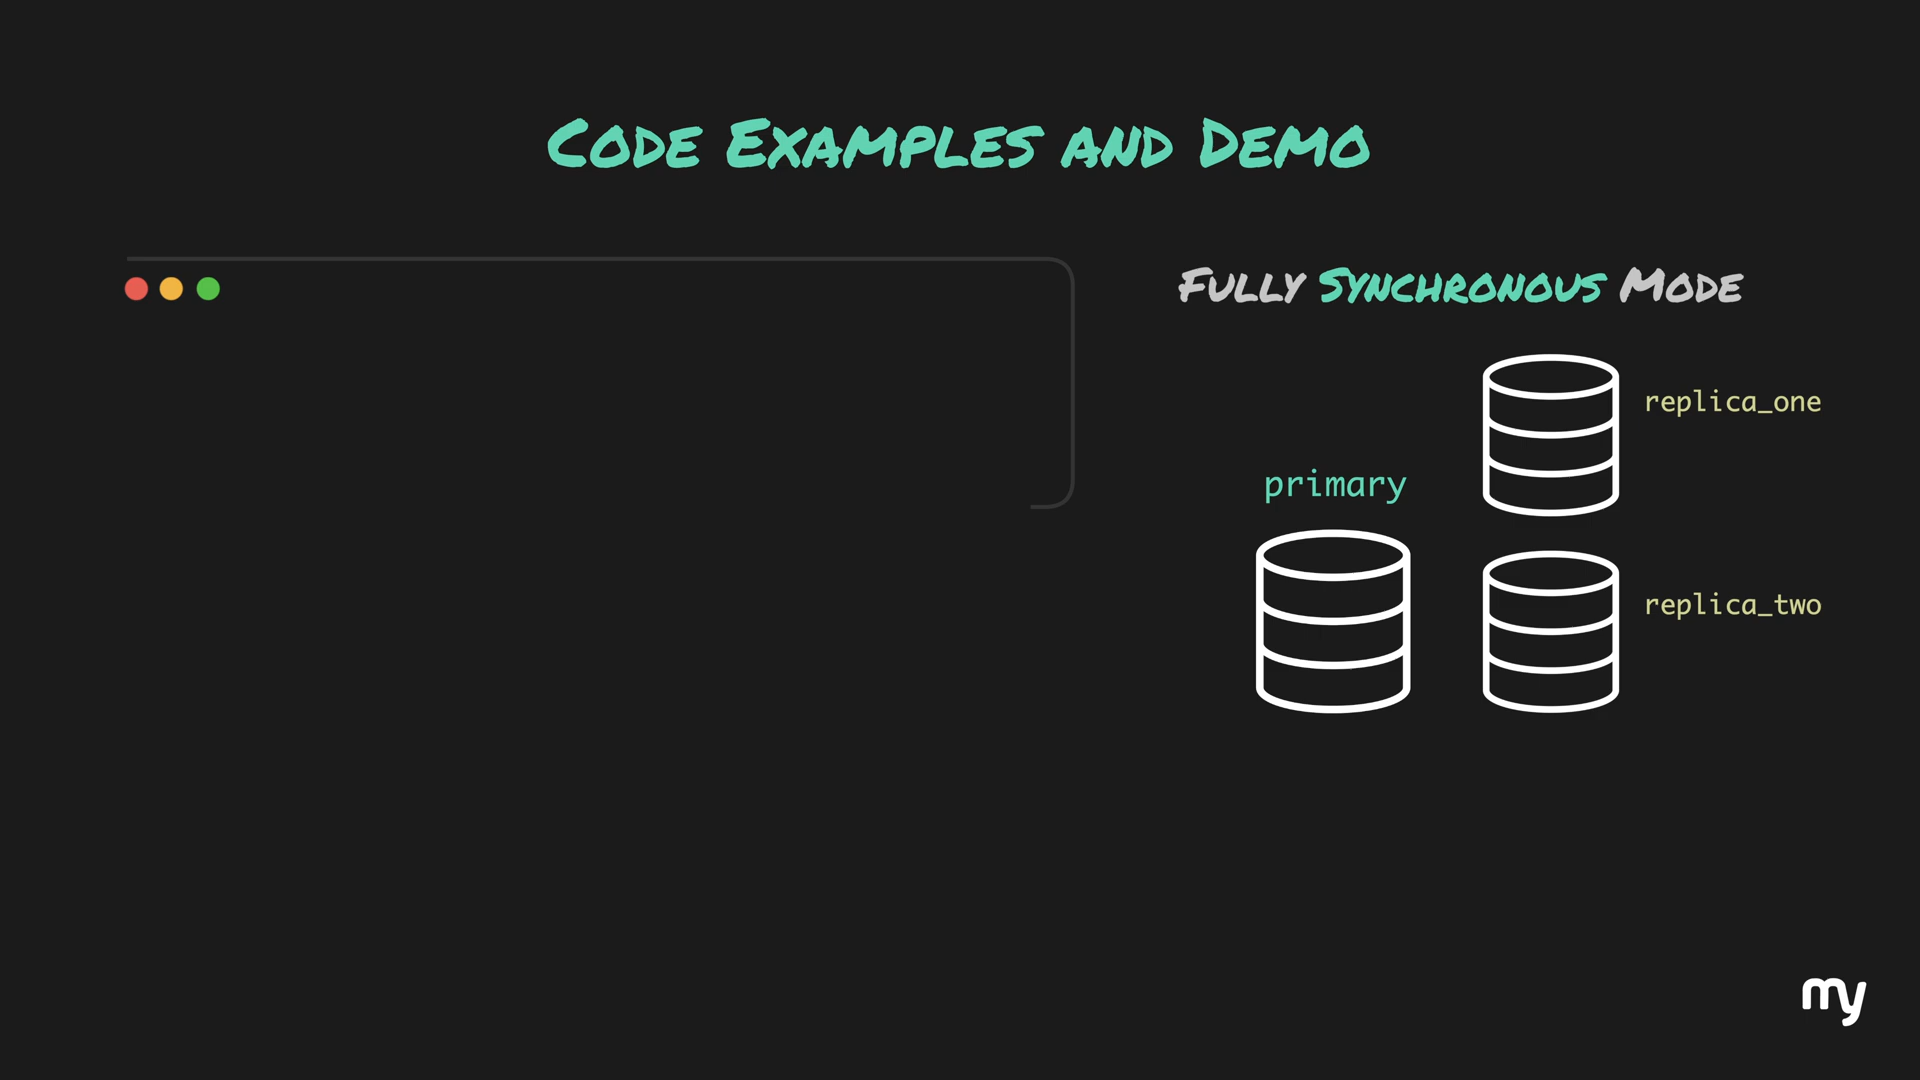 Code Examples and Demo
Fully Synchronous Mode
replica_one
primary
replica_two
my